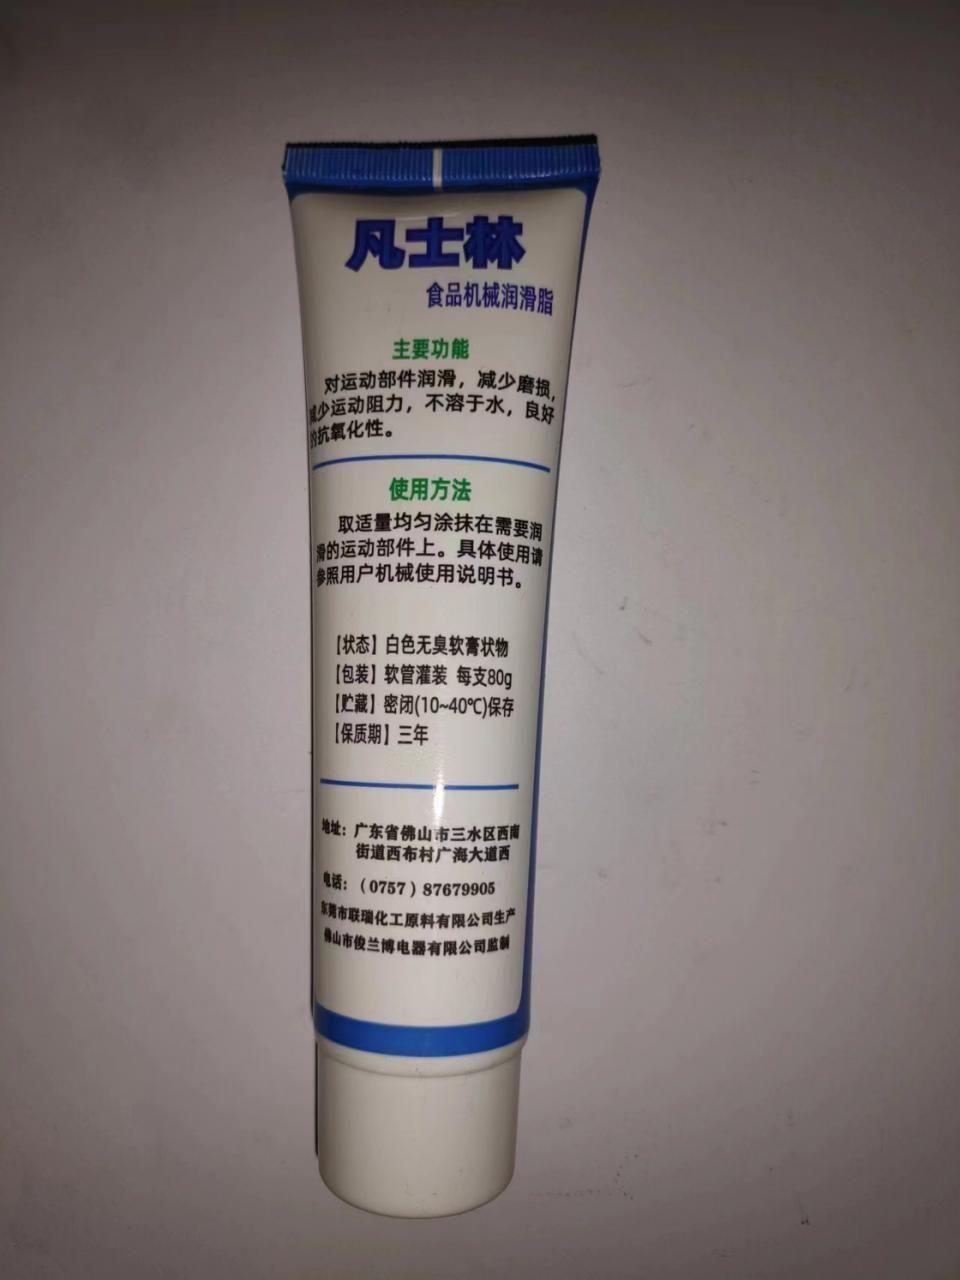 凡士林
食品机械润滑脂
主要功能
对运动部件润滑，减少磨损，
减少运动阻力，不溶于水，良好
的抗氧化性。
使用方法
取适量均匀涂抹在需要润
滑的运动部件上。具体使用请
参照用户机械使用说明书。
【状态】白色无臭软膏状物
【包装】软管灌装 每支80g
【贮藏】密闭(10~40℃)保存
【保质期】三年
地址：广东省佛山市三水区西南
街道西布村广海大道西
电话：(0757)87679905
东莞市联瑞化工原料有限公司生产
佛山市俊兰博电器有限公司监制